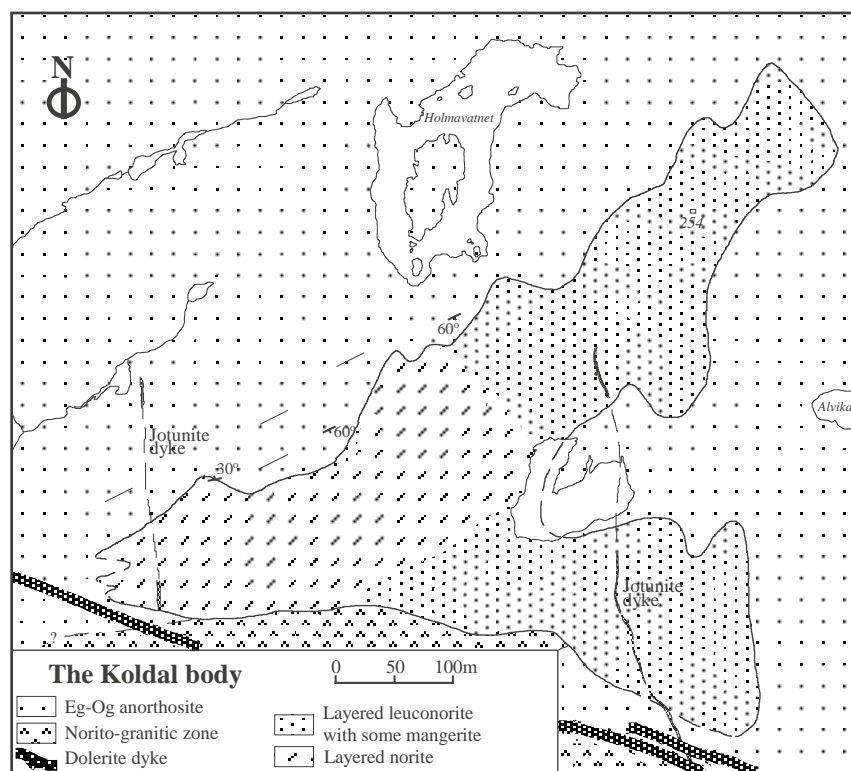 N
Holmavatnet
254
60°
Alvika
60°
Jotunite
dyke
30°
Jotunite
dyke
?
The Koldal body
0 50 100m
Eg-Og anorthosite
Norito-granitic zone
Dolerite dyke
Layered leuconorite
with some mangerite
Layered norite